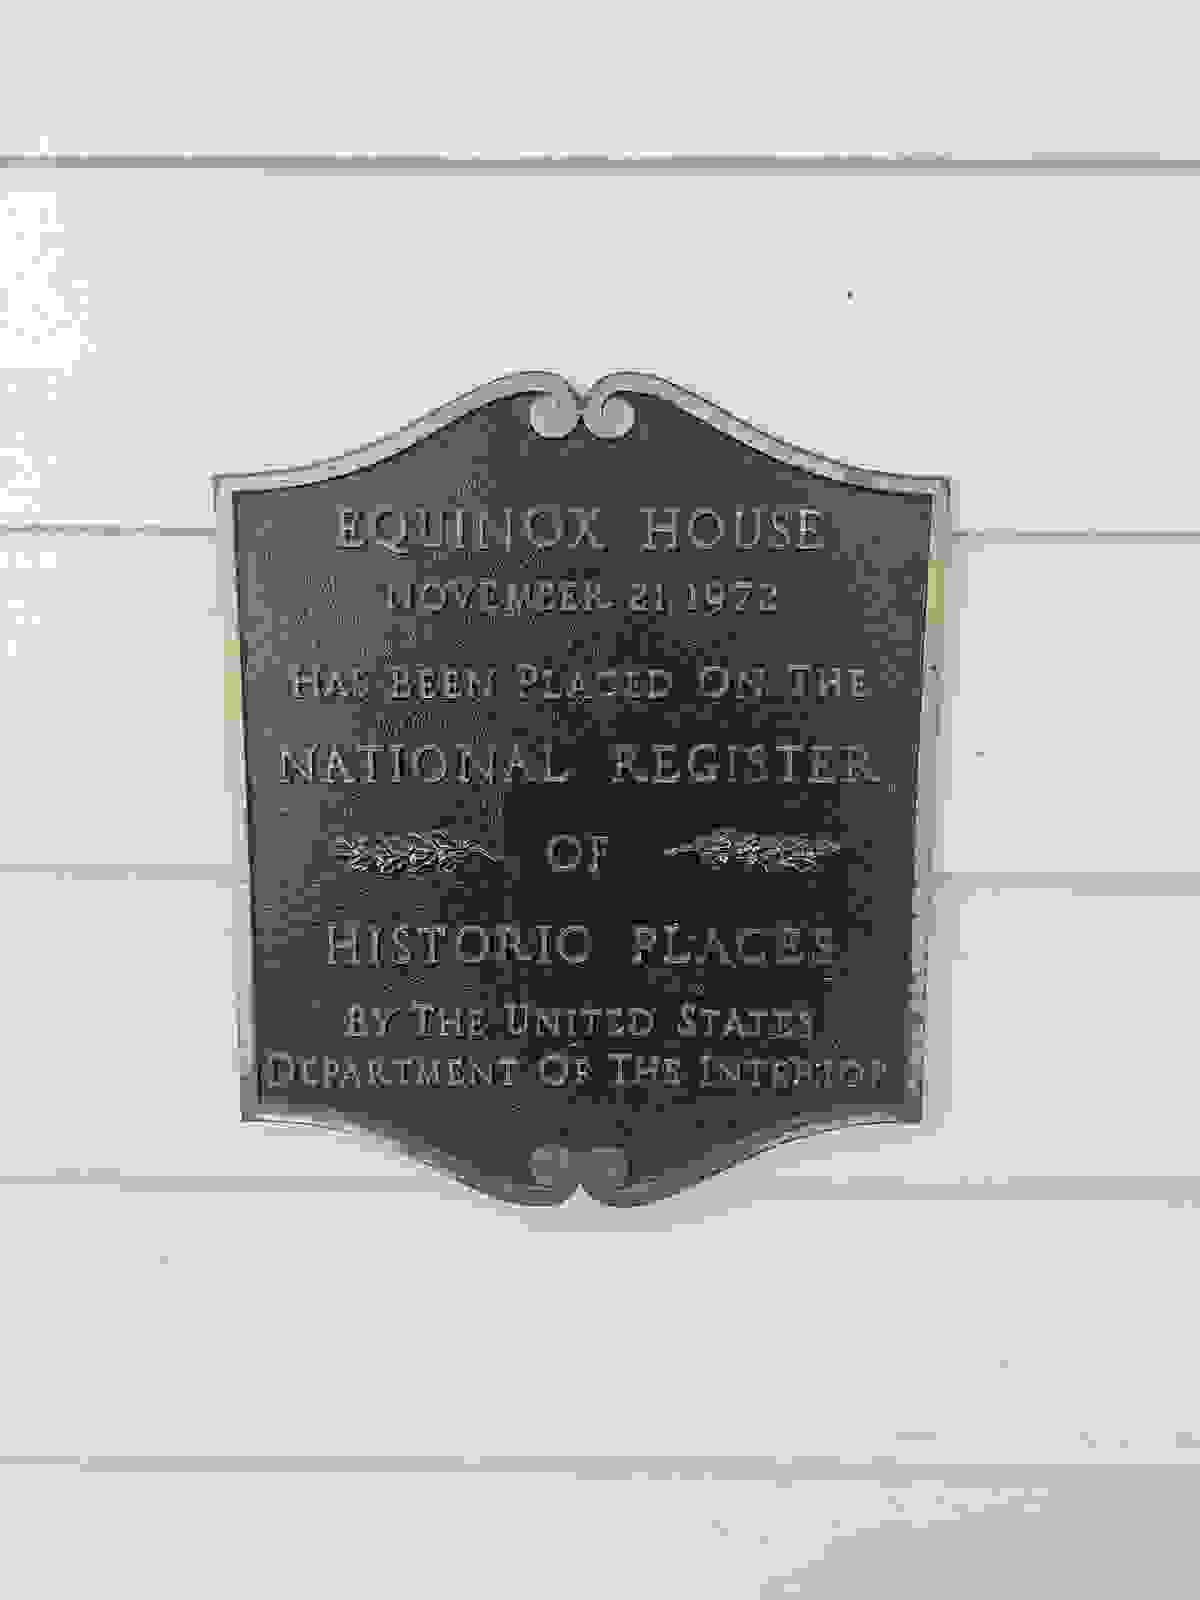 EQUINOX HOUSE
NOVEMBER 21, 1972
HAS BEEN PLACED ON THE
NATIONAL REGISTER
OF
HISTORIC PLACES
BY THE UNITED STATES
DEPARTMENT OF THE INTERIOR